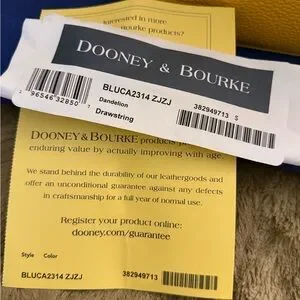 Interested in more
Bourke products?
DOONEY & BOURKE
BLUCA2314 ZJZJ
382949713 $
96546 32850
Dandelion
Drawstring
DOONEY & BOURKE products
enduring value by actually improving with age.
We stand behind the durability of our leathergoods and
offer an unconditional guarantee against any defects
in craftsmanship for a full year of normal use.
Register your product online:
dooney.com/guarantee
Style Color
BLUCA2314 ZJZJ 382949713